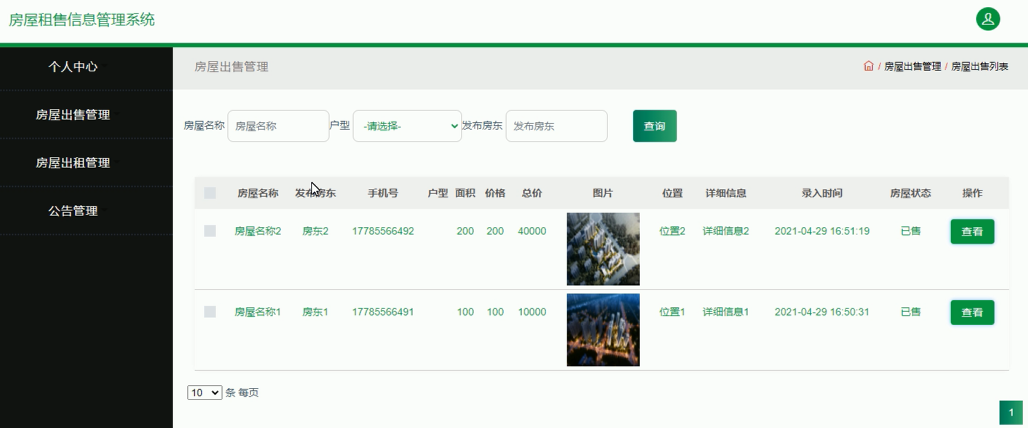 房屋租售信息管理系统
个人中心
房屋出售管理
房屋出租管理
公告管理
房屋出售管理
/ 房屋出售管理 / 房屋出售列表
房屋名称 房屋名称 户型 -请选择- 发布房东 发布房东 查询
房屋名称 发布房东 手机号 户型 面积 价格 总价 图片 位置 详细信息 录入时间 房屋状态 操作
房屋名称2 房东2 17785566492 200 200 40000 位置2 详细信息2 2021-04-29 16:51:19 已售 查看
房屋名称1 房东1 17785566491 100 100 10000 位置1 详细信息1 2021-04-29 16:50:31 已售 查看
10 条 每页
1